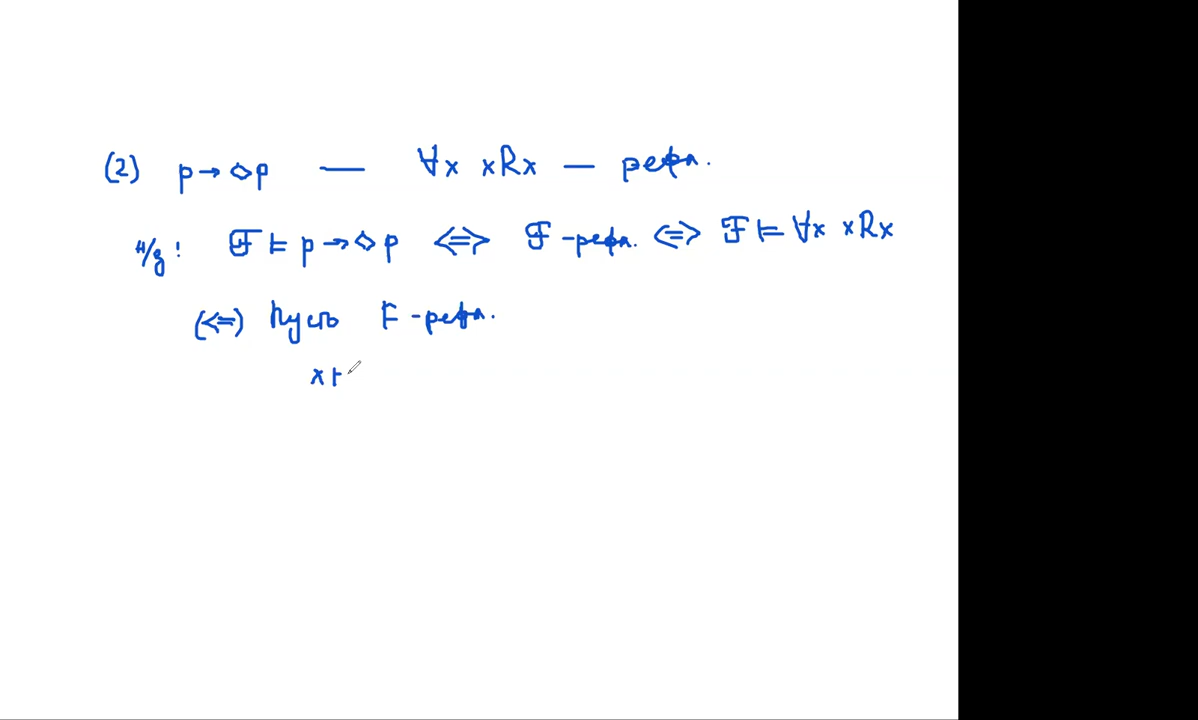 (2) p → ◇p — ∀x xRx — рефл.
н/д! 𝔽 ⊨ p → ◇p ⟺ 𝔽 - рефл. ⟺ 𝔽 ⊨ ∀x xRx
(⇐) Пусть F - рефл.
x ⊢